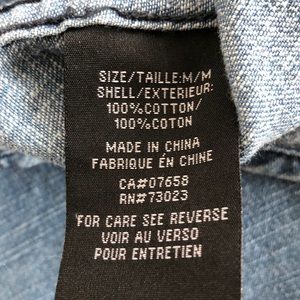 SIZE/TAILLE:M/M
SHELL/EXTERIEUR:
100%COTTON/
100%COTON
MADE IN CHINA
FABRIQUÉ EN CHINE
CA#07658
RN#73023
FOR CARE SEE REVERSE
VOIR AU VERSO
POUR ENTRETIEN